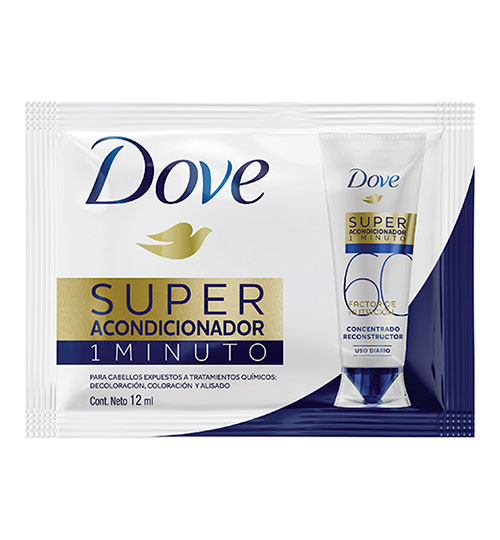 Dove
SUPER
ACONDICIONADOR
1 MINUTO
PARA CABELLOS EXPUESTOS A TRATAMIENTOS QUÍMICOS:
DECOLORACIÓN, COLORACIÓN Y ALISADO
Cont. Neto 12 ml
Dove
SUPER
ACONDICIONADOR
1 MINUTO
60
FACTOR DE
NUTRICIÓN
CONCENTRADO
RECONSTRUCTOR
USO DIARIO